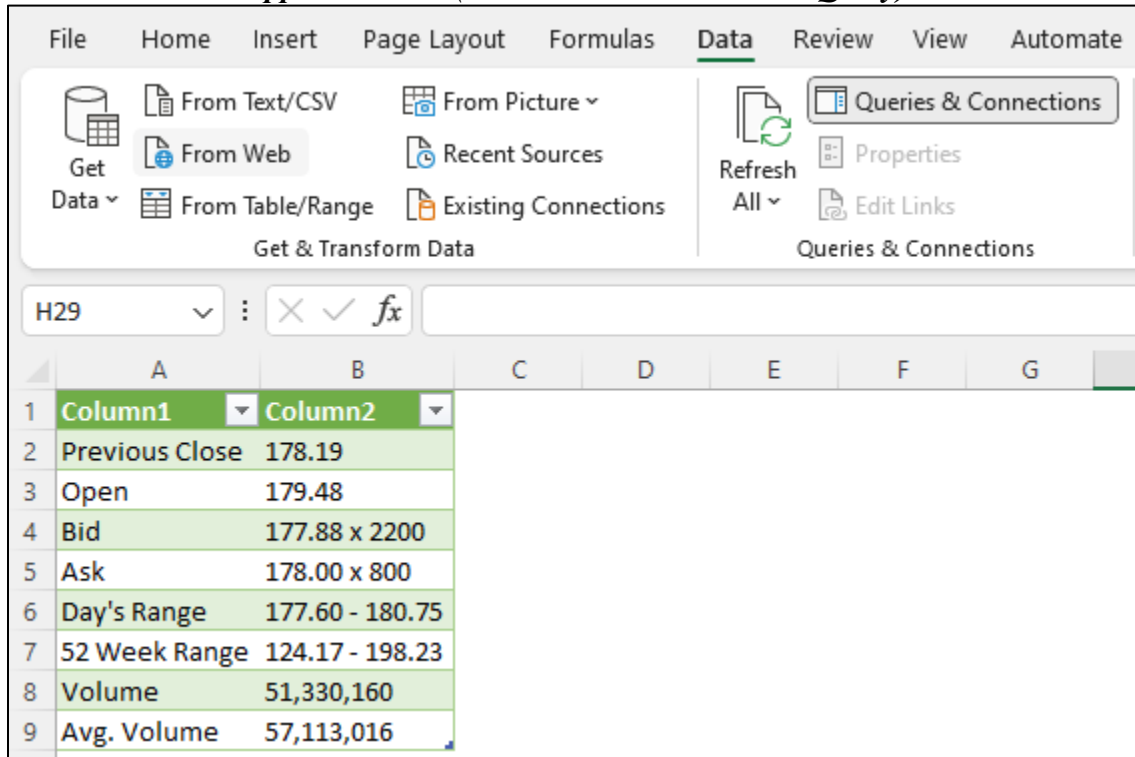 File Home Insert Page Layout Formulas Data Review View Automate
From Text/CSV From Picture Queries & Connections
From Web Recent Sources Properties
Get Data From Table/Range Existing Connections Refresh All Edit Links
Get & Transform Data Queries & Connections
H29 fx
A B C D E F G
1 Column1 Column2
2 Previous Close 178.19
3 Open 179.48
4 Bid 177.88 x 2200
5 Ask 178.00 x 800
6 Day's Range 177.60 - 180.75
7 52 Week Range 124.17 - 198.23
8 Volume 51,330,160
9 Avg. Volume 57,113,016